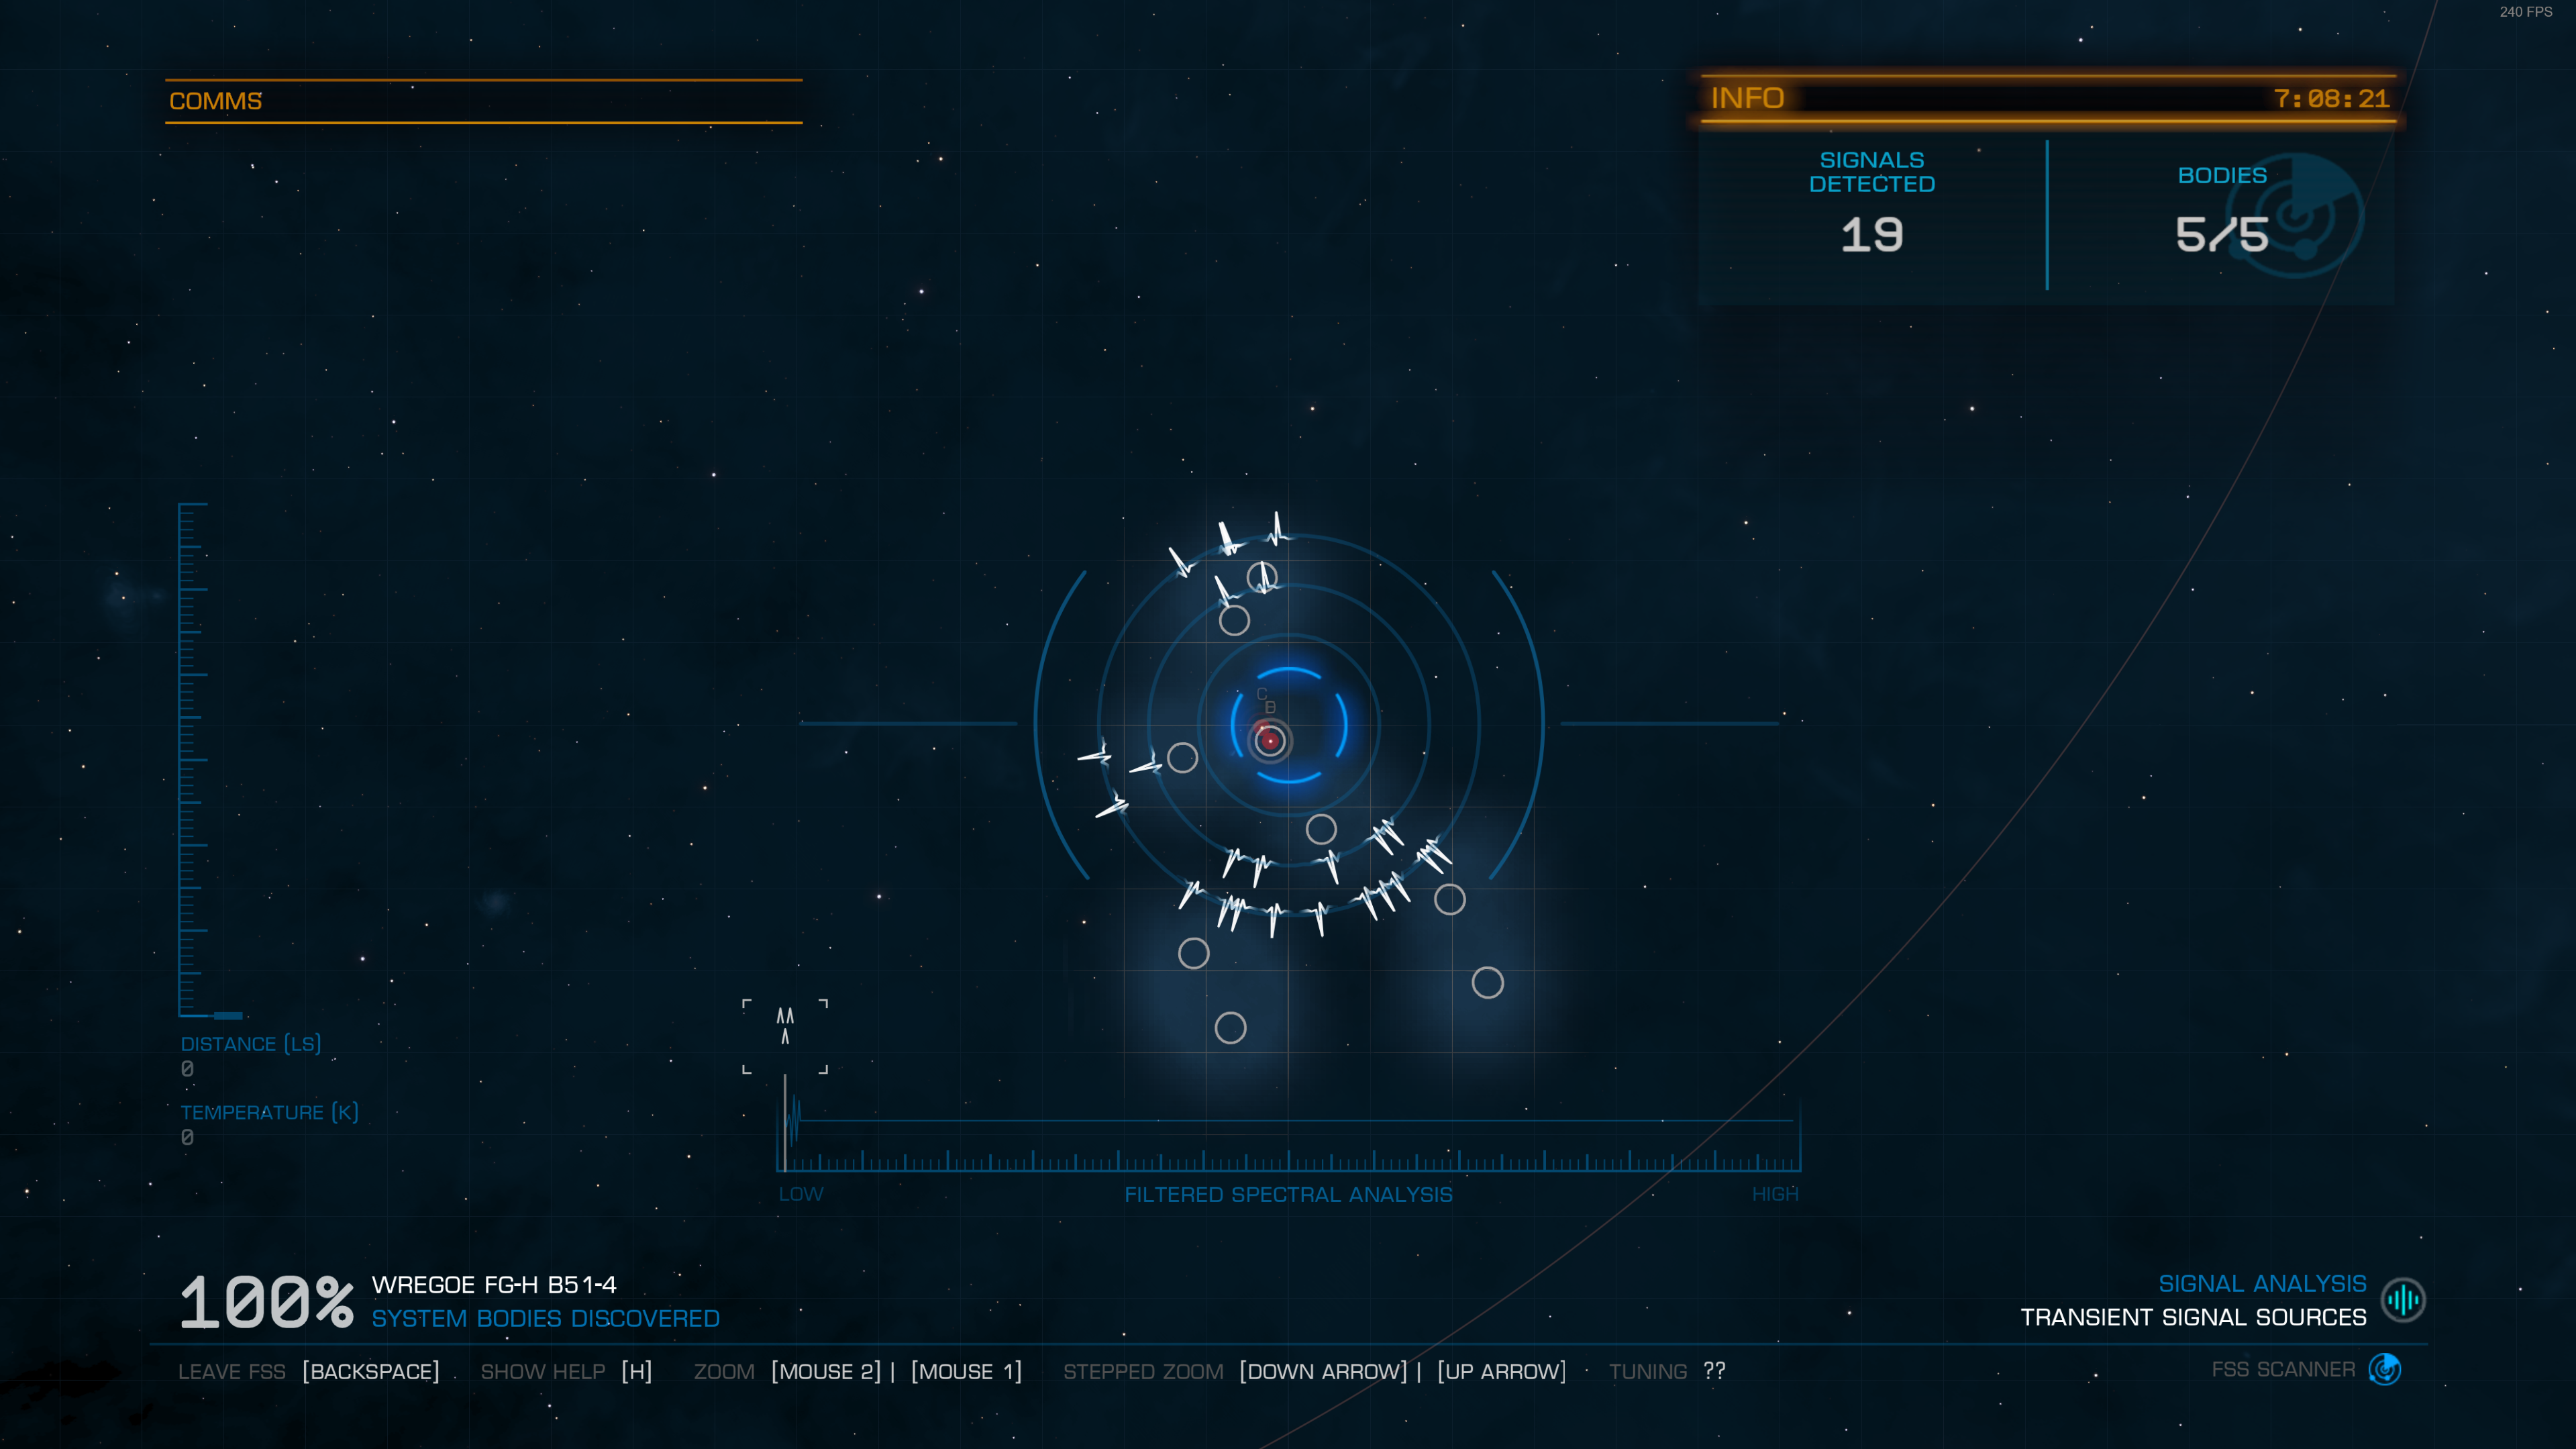 240 FPS
COMMS
INFO 7:08:21
SIGNALS
DETECTED
19
BODIES
5/5
C
B
DISTANCE (LS)
0
TEMPERATURE (K)
0
LOW FILTERED SPECTRAL ANALYSIS HIGH
100% WREGOE FG-H B51-4
SYSTEM BODIES DISCOVERED
SIGNAL ANALYSIS
TRANSIENT SIGNAL SOURCES
LEAVE FSS [BACKSPACE] SHOW HELP [H] ZOOM [MOUSE 2] | [MOUSE 1] STEPPED ZOOM [DOWN ARROW] | [UP ARROW] TUNING ??
FSS SCANNER